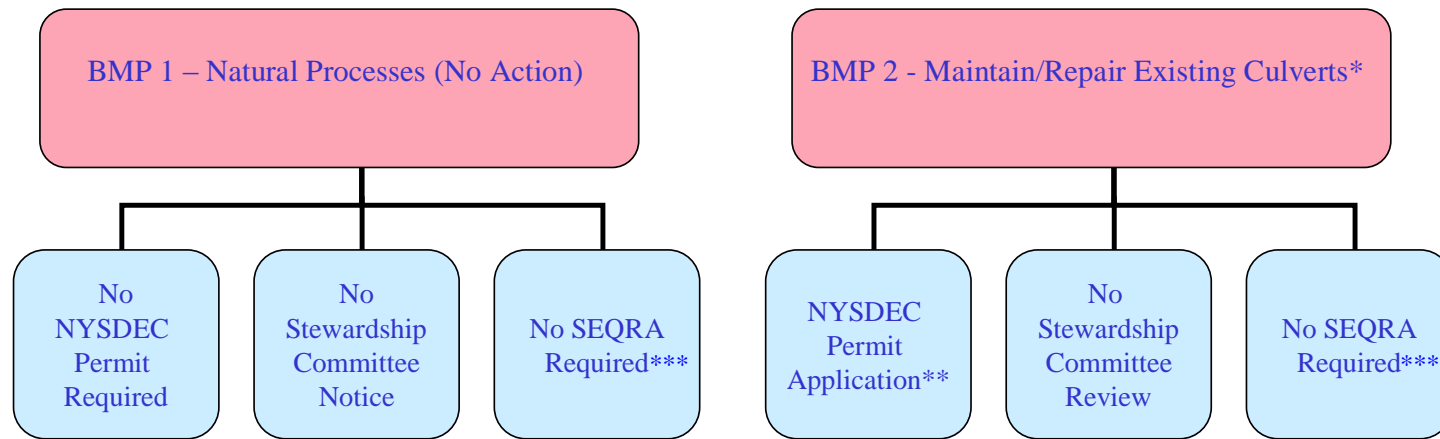 BMP 1 – Natural Processes (No Action)
No
NYSDEC
Permit
Required
No
Stewardship
Committee
Notice
No SEQRA
Required***
BMP 2 - Maintain/Repair Existing Culverts*
NYSDEC
Permit
Application**
No
Stewardship
Committee
Review
No SEQRA
Required***